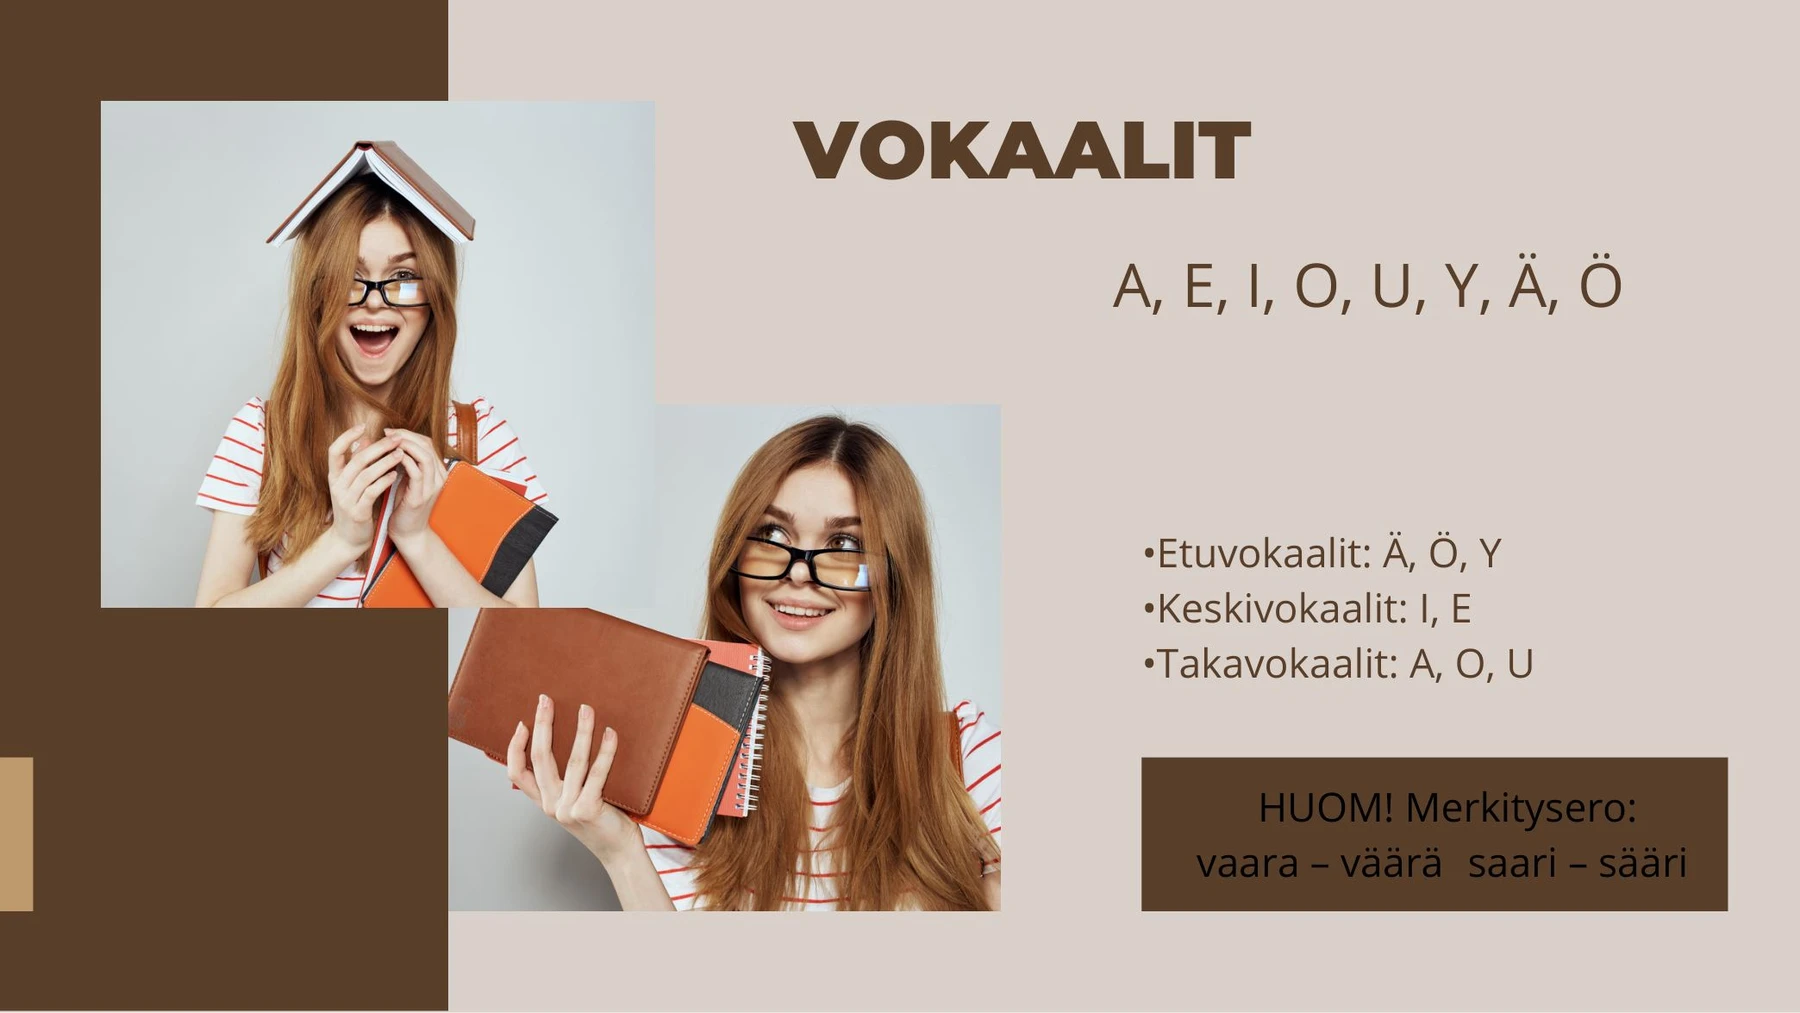 VOKAALIT
A, E, I, O, U, Y, Ä, Ö
•Etuvokaalit: Ä, Ö, Y
•Keskivokaalit: I, E
•Takavokaalit: A, O, U
HUOM! Merkitysero:
vaara – väärä  saari – sääri